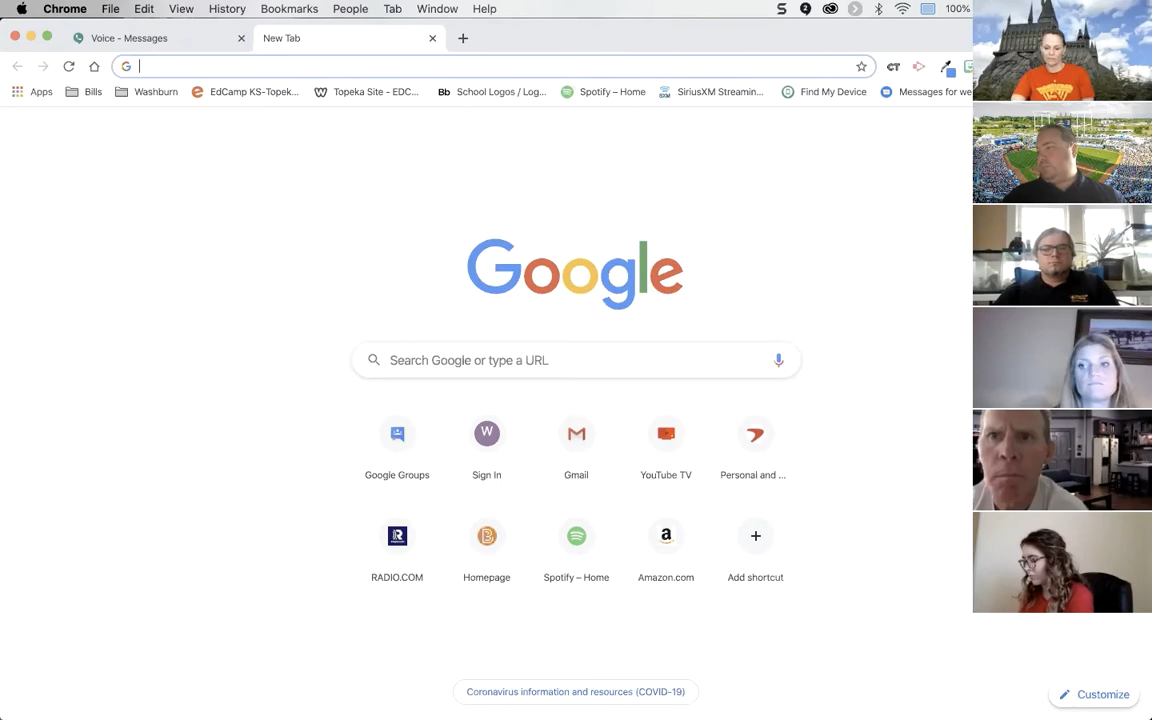 Chrome File Edit View History Bookmarks People Tab Window Help 100%
Voice - Messages New Tab
Apps Bills Washburn EdCamp KS-Topek... Topeka Site - EDC... Bb School Logos / Log... Spotify – Home SiriusXM Streamin... Find My Device Messages for we
Google
Search Google or type a URL
W
Google Groups Sign In Gmail YouTube TV Personal and ...
R B a
RADIO.COM Homepage Spotify – Home Amazon.com Add shortcut
Coronavirus information and resources (COVID-19)
Customize